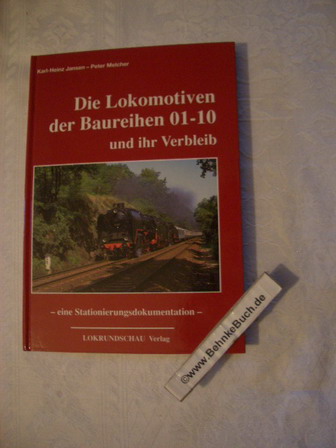 Karl-Heinz Jansen – Peter Melcher
Die Lokomotiven
der Baureihen 01-10
und ihr Verbleib
– eine Stationierungsdokumentation –
LOKRUNDSCHAU Verlag
©www.BehnkeBuch.de